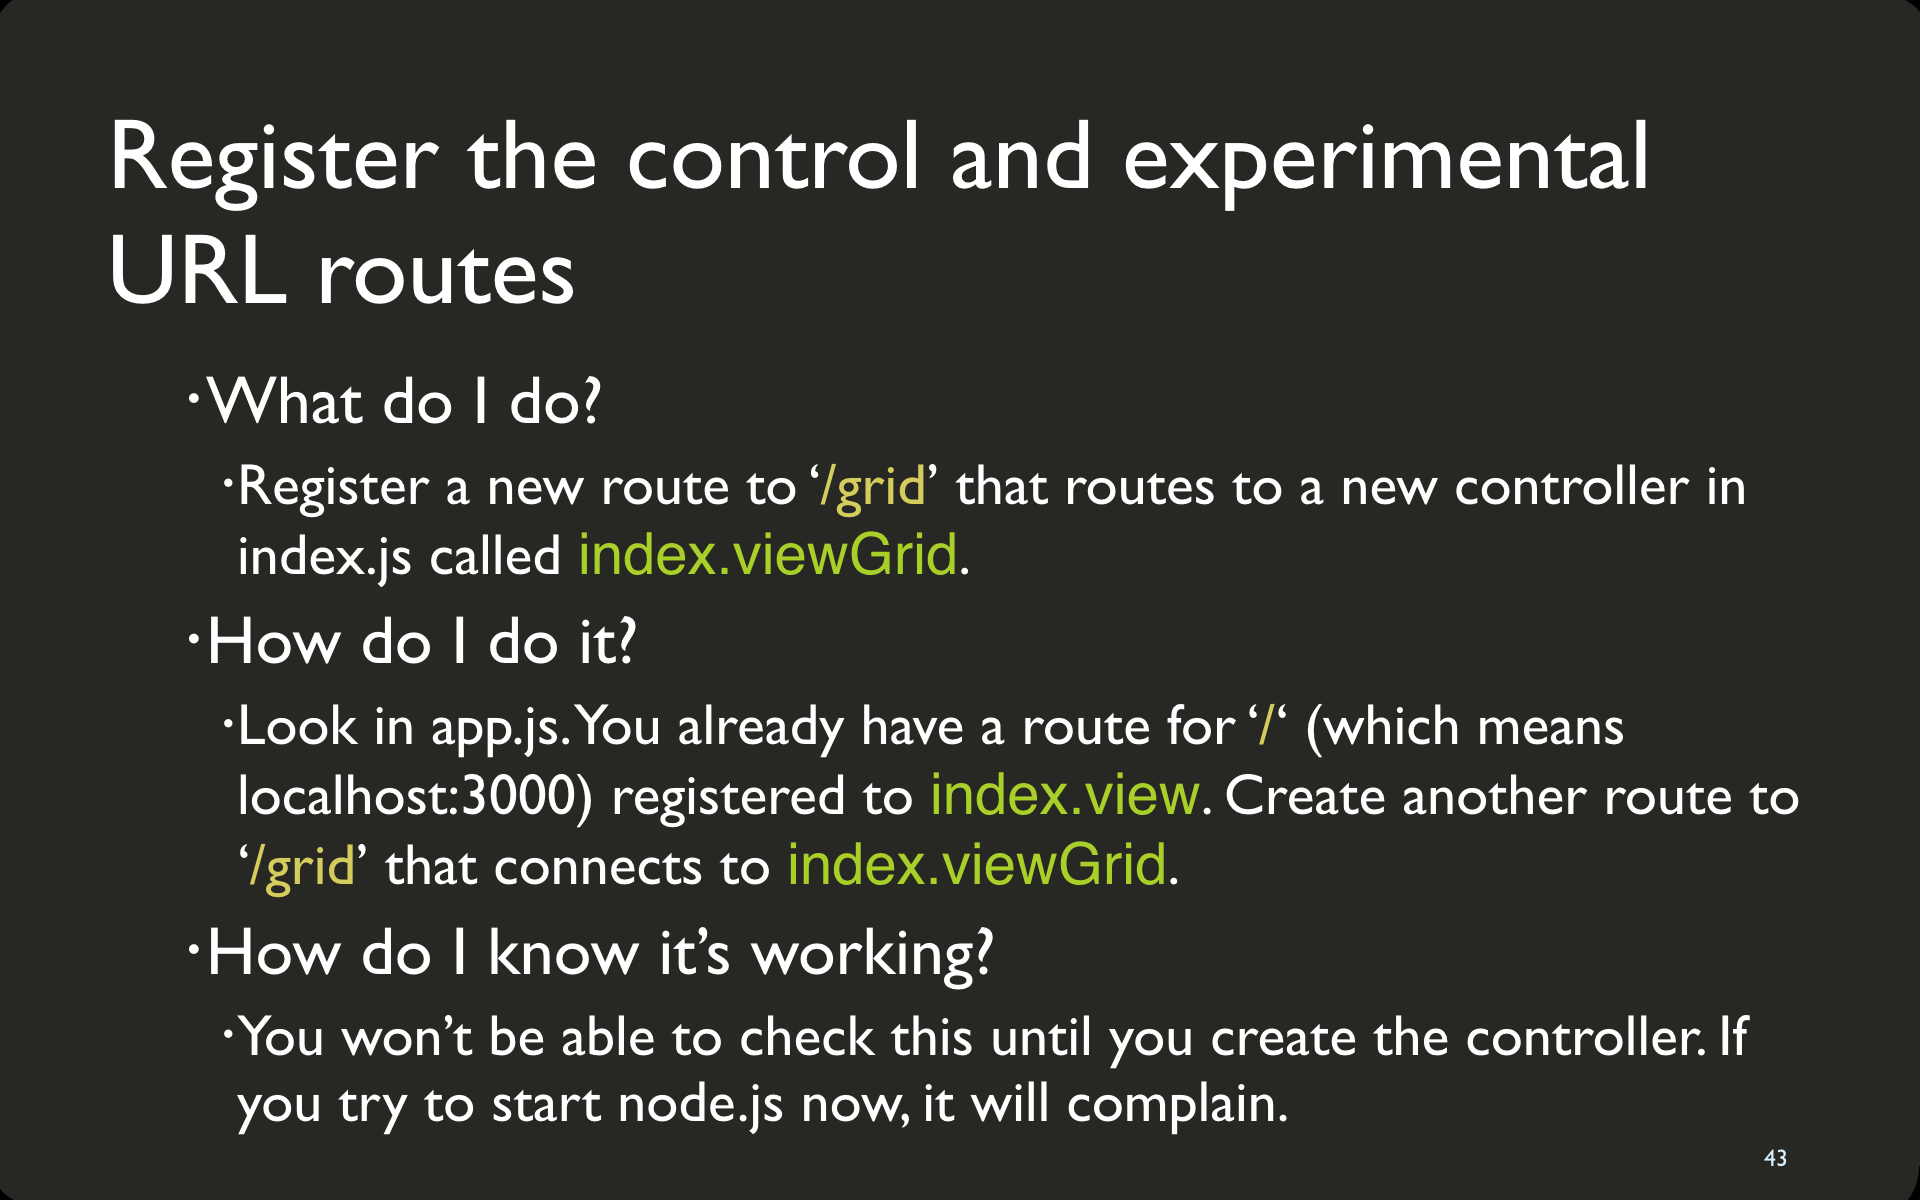 Register the control and experimental
URL routes
·What do I do?
·Register a new route to ‘/grid’ that routes to a new controller in
index.js called index.viewGrid.
·How do I do it?
·Look in app.js. You already have a route for ‘/‘ (which means
localhost:3000) registered to index.view. Create another route to
‘/grid’ that connects to index.viewGrid.
·How do I know it’s working?
·You won’t be able to check this until you create the controller. If
you try to start node.js now, it will complain.
43